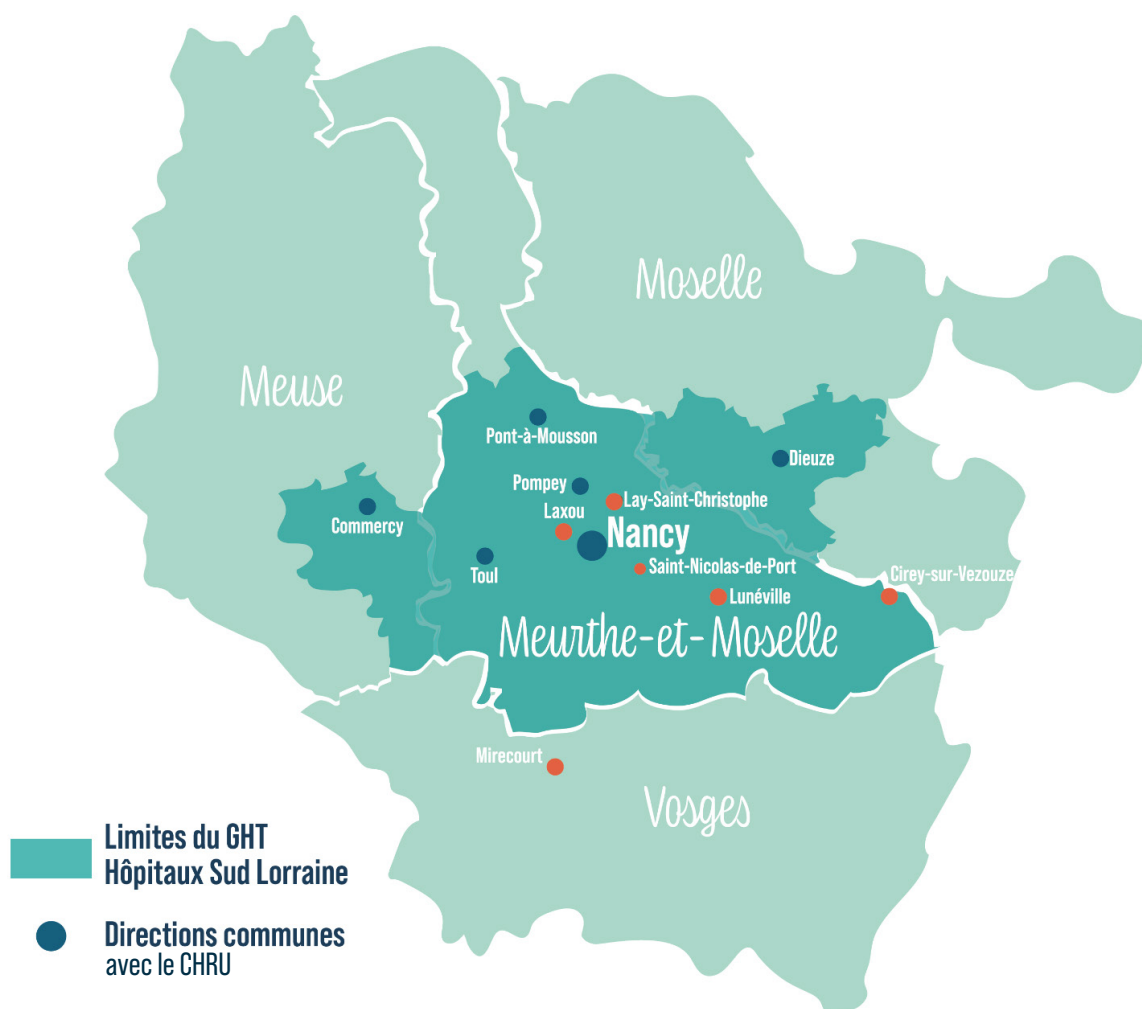 Moselle
Meuse
Pont-à-Mousson
Dieuze
Pompey
Lay-Saint-Christophe
Laxou
Commercy
Nancy
Toul
Saint-Nicolas-de-Port
Cirey-sur-Vezouze
Lunéville
Meurthe-et-Moselle
Mirecourt
Vosges
Limites du GHT
Hôpitaux Sud Lorraine
Directions communes
avec le CHRU